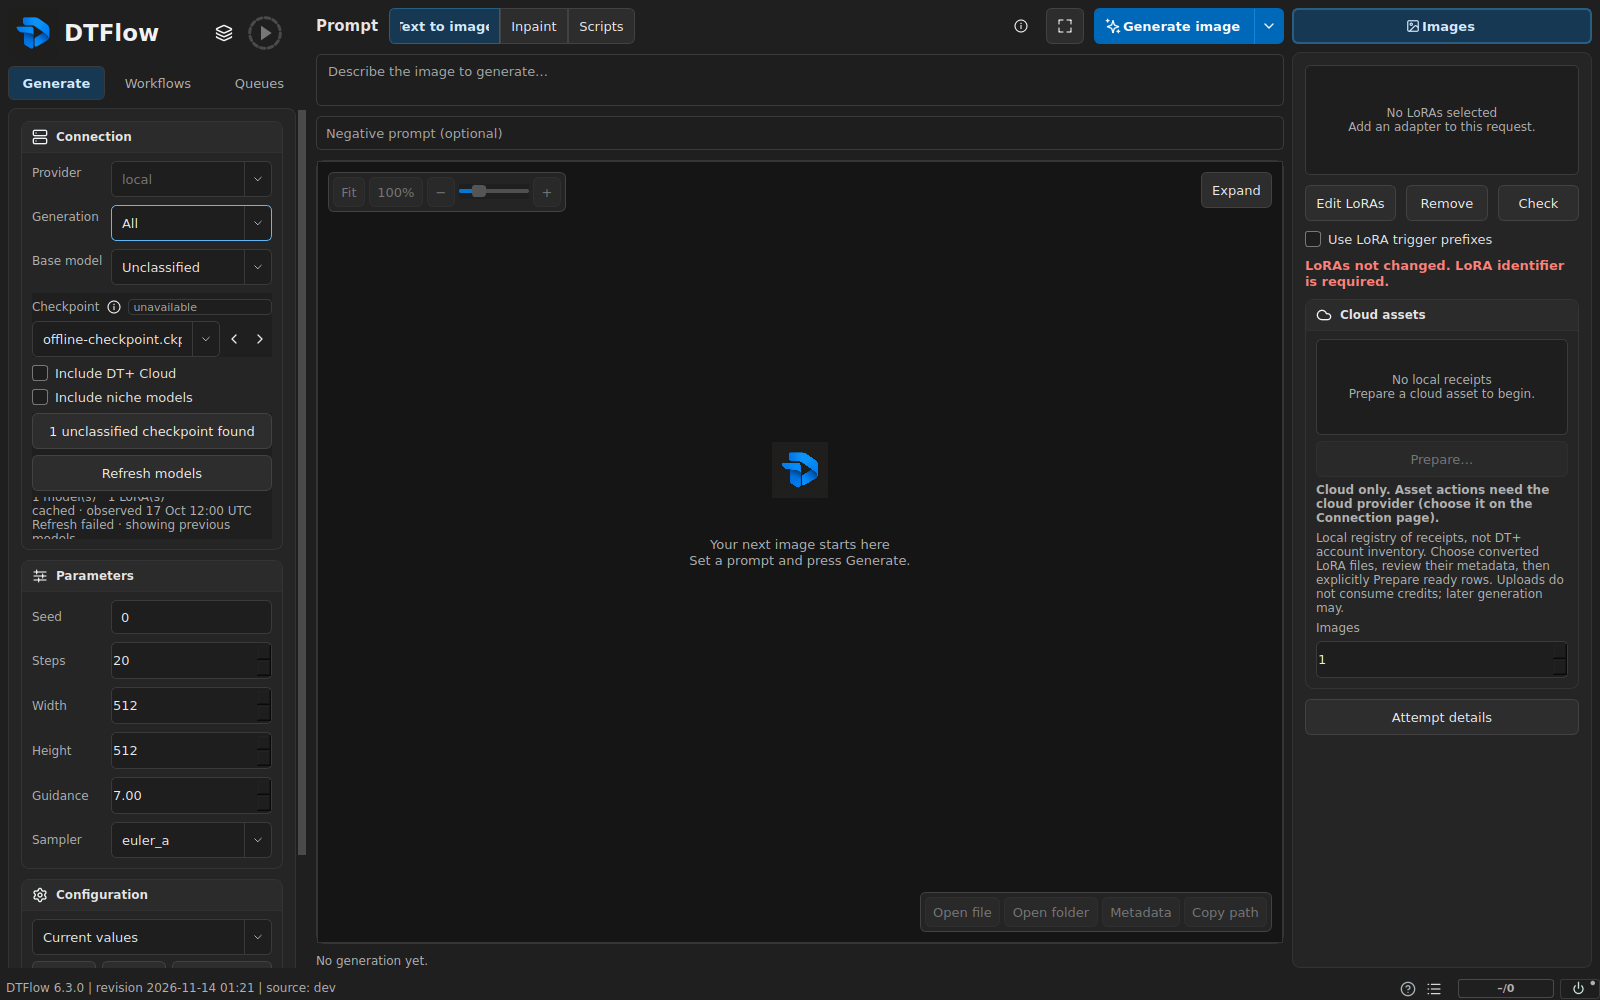 DTFlow
Generate
Workflows
Queues
Connection
Provider
local
Generation
All
Base model
Unclassified
Checkpoint
unavailable
offline-checkpoint.ckp
Include DT+ Cloud
Include niche models
1 unclassified checkpoint found
Refresh models
1 model(s) · 1 LoRA(s)
cached · observed 17 Oct 12:00 UTC
Refresh failed · showing previous
models
Parameters
Seed
0
Steps
20
Width
512
Height
512
Guidance
7.00
Sampler
euler_a
Configuration
Current values
Prompt
Text to image
Inpaint
Scripts
Generate image
Describe the image to generate...
Negative prompt (optional)
Fit
100%
−
+
Expand
Your next image starts here
Set a prompt and press Generate.
Open file
Open folder
Metadata
Copy path
No generation yet.
Images
No LoRAs selected
Add an adapter to this request.
Edit LoRAs
Remove
Check
Use LoRA trigger prefixes
LoRAs not changed. LoRA identifier
is required.
Cloud assets
No local receipts
Prepare a cloud asset to begin.
Prepare...
Cloud only. Asset actions need the
cloud provider (choose it on the
Connection page).
Local registry of receipts, not DT+
account inventory. Choose converted
LoRA files, review their metadata, then
explicitly Prepare ready rows. Uploads do
not consume credits; later generation
may.
Images
1
Attempt details
DTFlow 6.3.0 | revision 2026-11-14 01:21 | source: dev
–/0